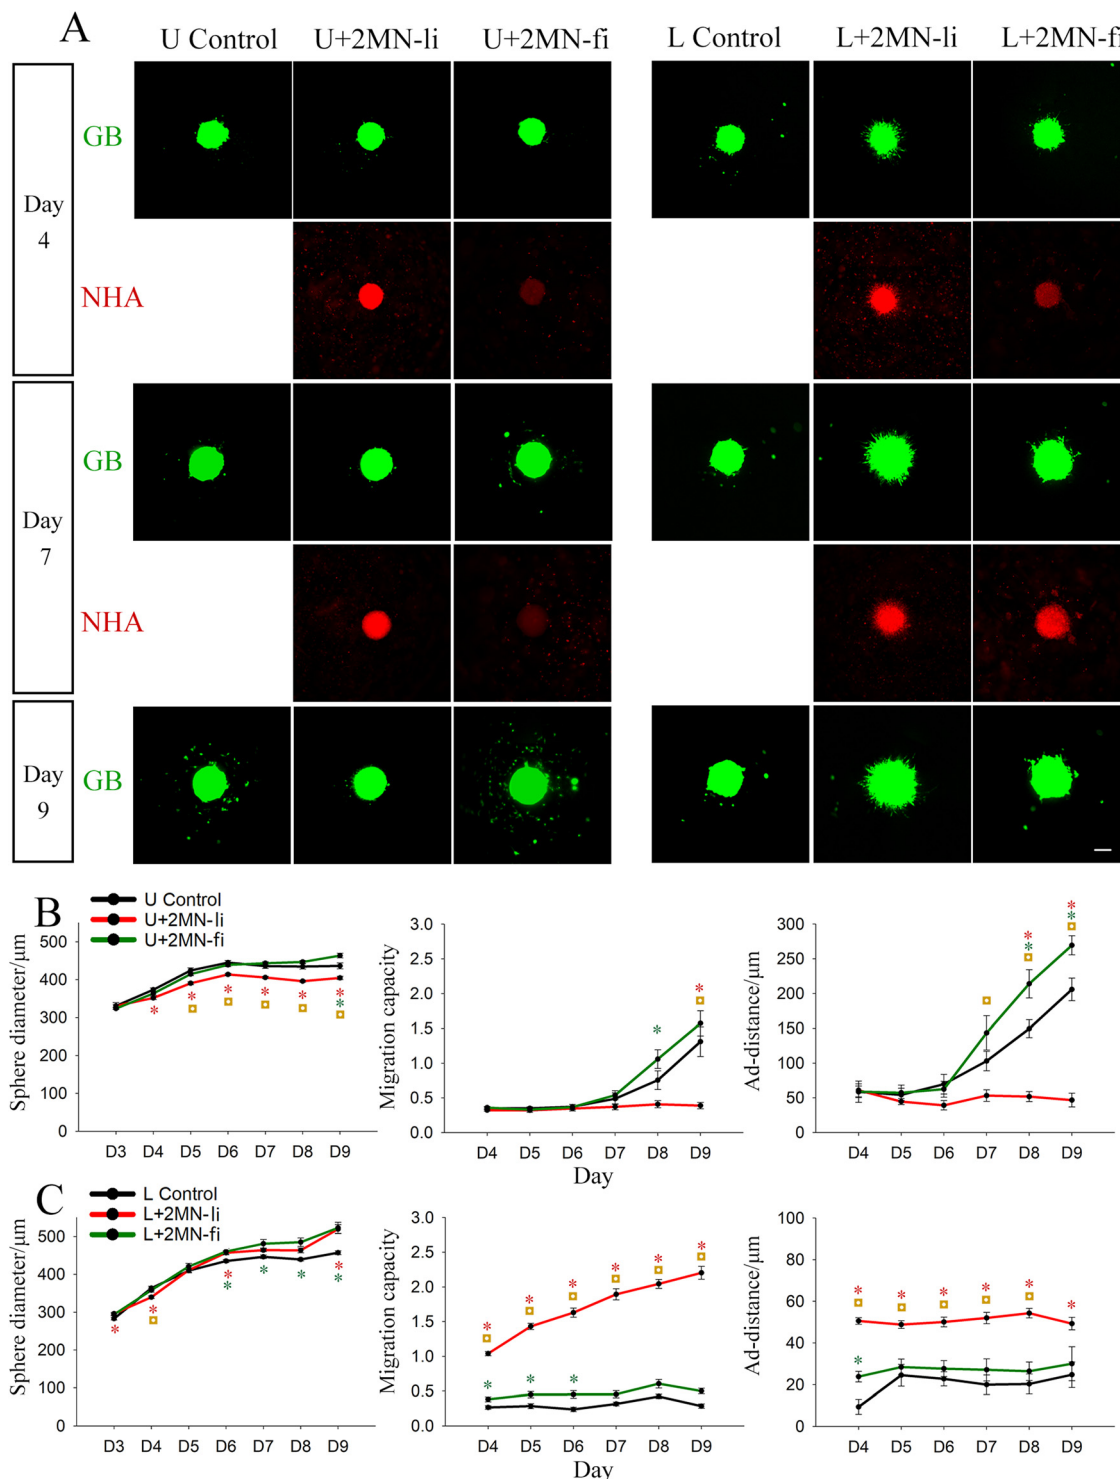 A
U Control U+2MN-li U+2MN-fi L Control L+2MN-li L+2MN-fi
Day 4
GB
NHA
Day 7
GB
NHA
Day 9
GB
B
U Control
U+2MN-li
U+2MN-fi
Sphere diameter/μm
500
400
300
200
100
0
D3 D4 D5 D6 D7 D8 D9
Migration capacity
3.0
2.5
2.0
1.5
1.0
0.5
0.0
D4 D5 D6 D7 D8 D9
Ad-distance/μm
300
250
200
150
100
50
0
D4 D5 D6 D7 D8 D9
Day
C
L Control
L+2MN-li
L+2MN-fi
Sphere diameter/μm
500
400
300
200
100
0
D3 D4 D5 D6 D7 D8 D9
Migration capacity
3.0
2.5
2.0
1.5
1.0
0.5
0.0
D4 D5 D6 D7 D8 D9
Ad-distance/μm
100
80
60
40
20
0
D4 D5 D6 D7 D8 D9
Day